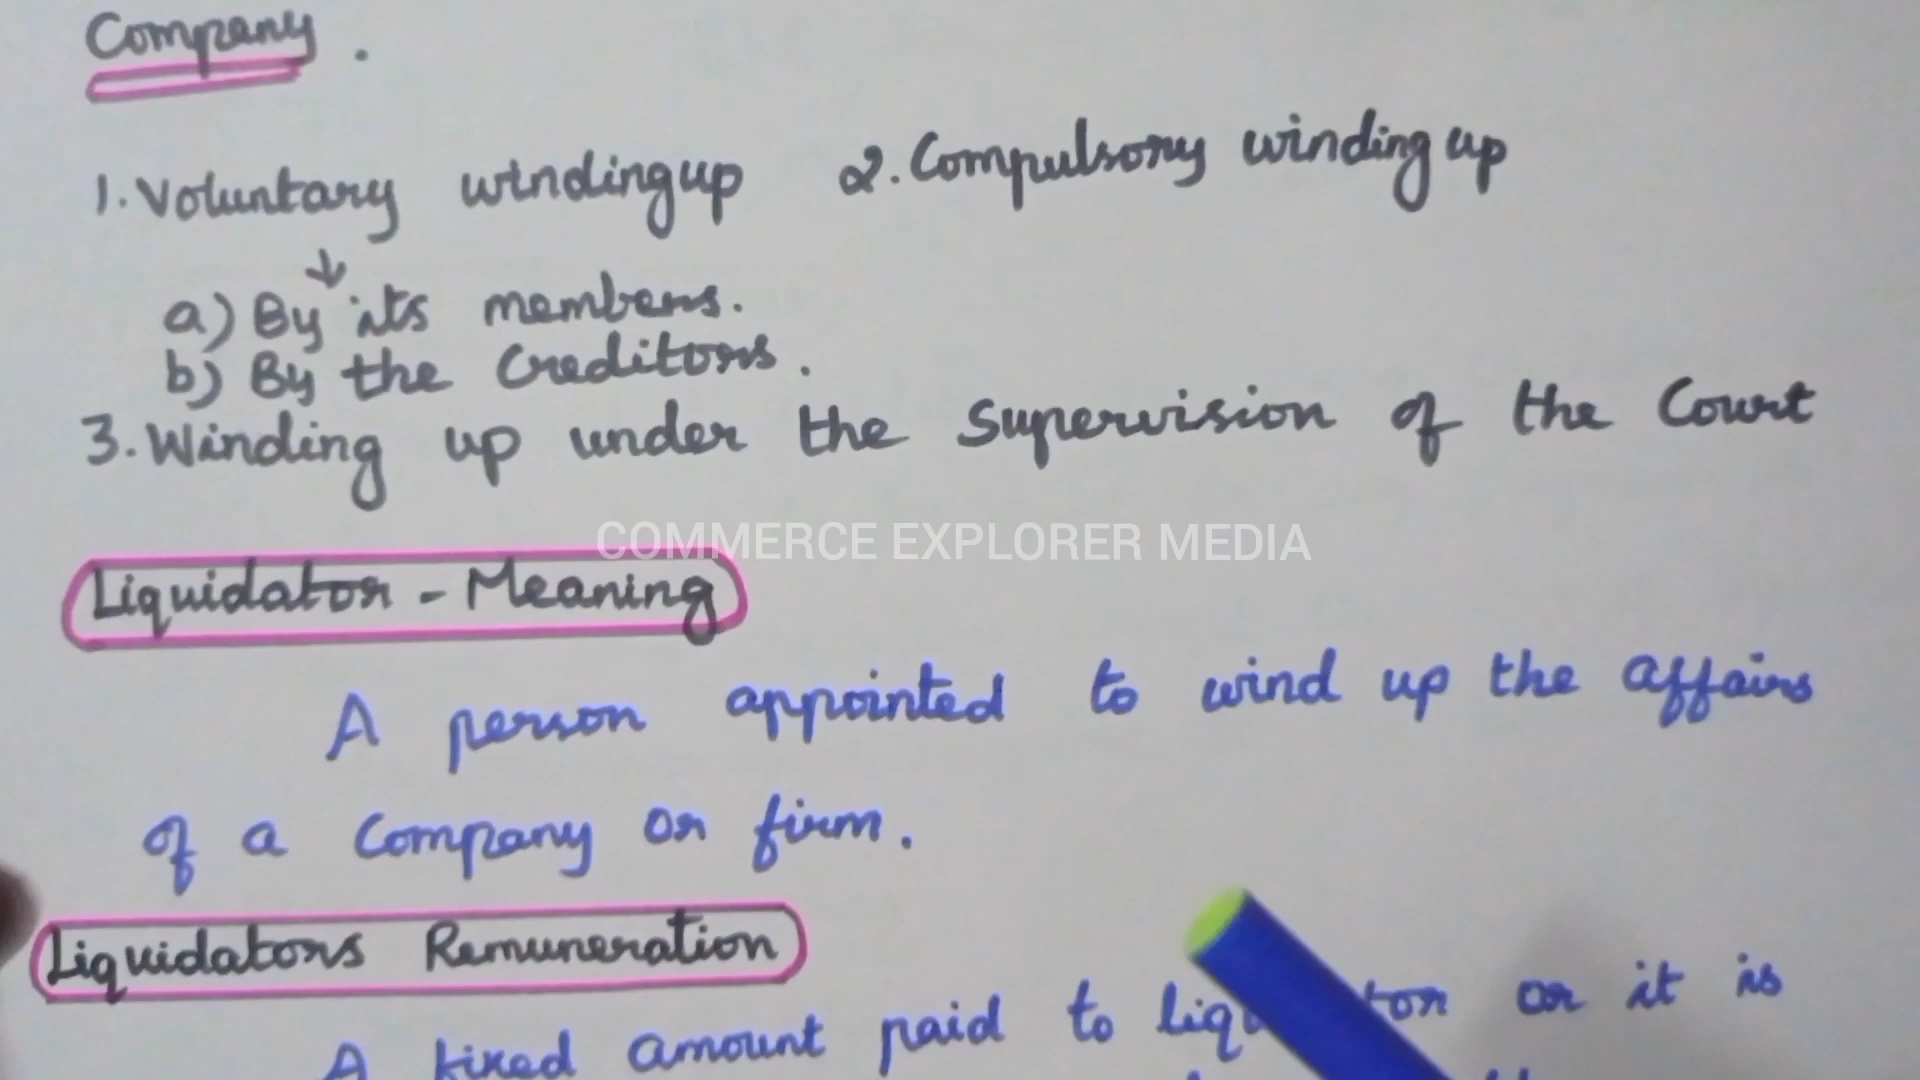 Company.
1. Voluntary winding up 2. Compulsory winding up
↓
a) By its members.
b) By the Creditors.
3. Winding up under the Supervision of the Court
COMMERCE EXPLORER MEDIA
Liquidator - Meaning
A person appointed to wind up the affairs
of a Company or firm.
Liquidators Remuneration
A fixed amount paid to or it is